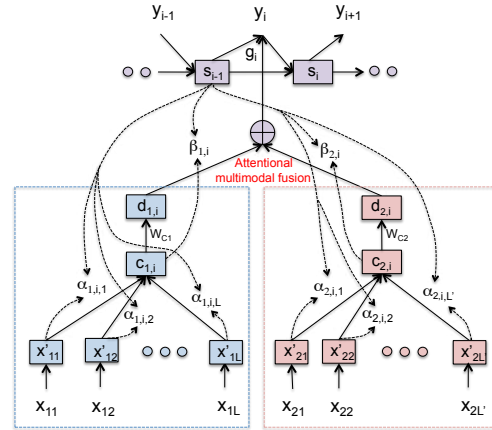 y_{i-1} y_i y_{i+1}
g_i
s_{i-1} s_i
β_{1,i} β_{2,i}
Attentional
multimodal fusion
d_{1,i} d_{2,i}
W_{C1} W_{C2}
c_{1,i} c_{2,i}
α_{1,i,1} α_{1,i,L} α_{2,i,1} α_{2,i,L'}
α_{1,i,2} α_{2,i,2}
x'_{11} x'_{12} x'_{1L} x'_{21} x'_{22} x'_{2L'}
x_{11} x_{12} x_{1L} x_{21} x_{22} x_{2L'}